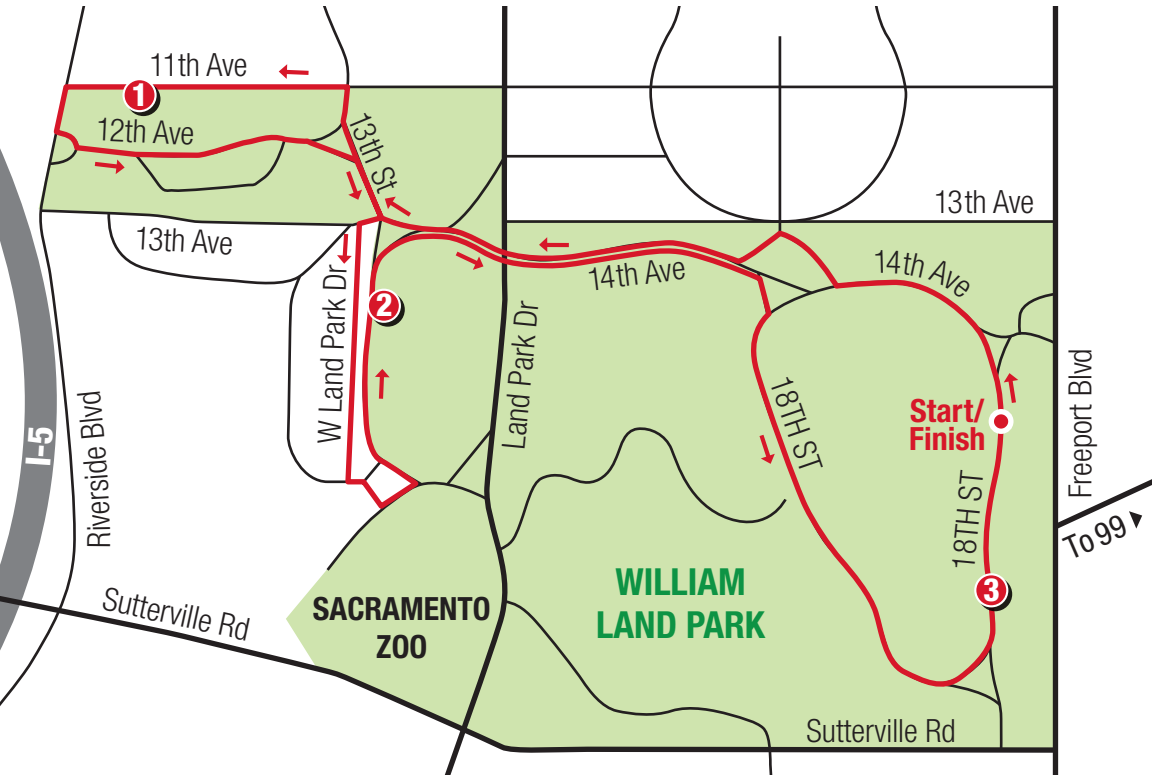 11th Ave
1
12th Ave
13th St
13th Ave
13th Ave
14th Ave
14th Ave
W Land Park Dr
2
Land Park Dr
18TH ST
Start/
Finish
Freeport Blvd
I-5
Riverside Blvd
18TH ST
To 99
3
WILLIAM
LAND PARK
SACRAMENTO
ZOO
Sutterville Rd
Sutterville Rd